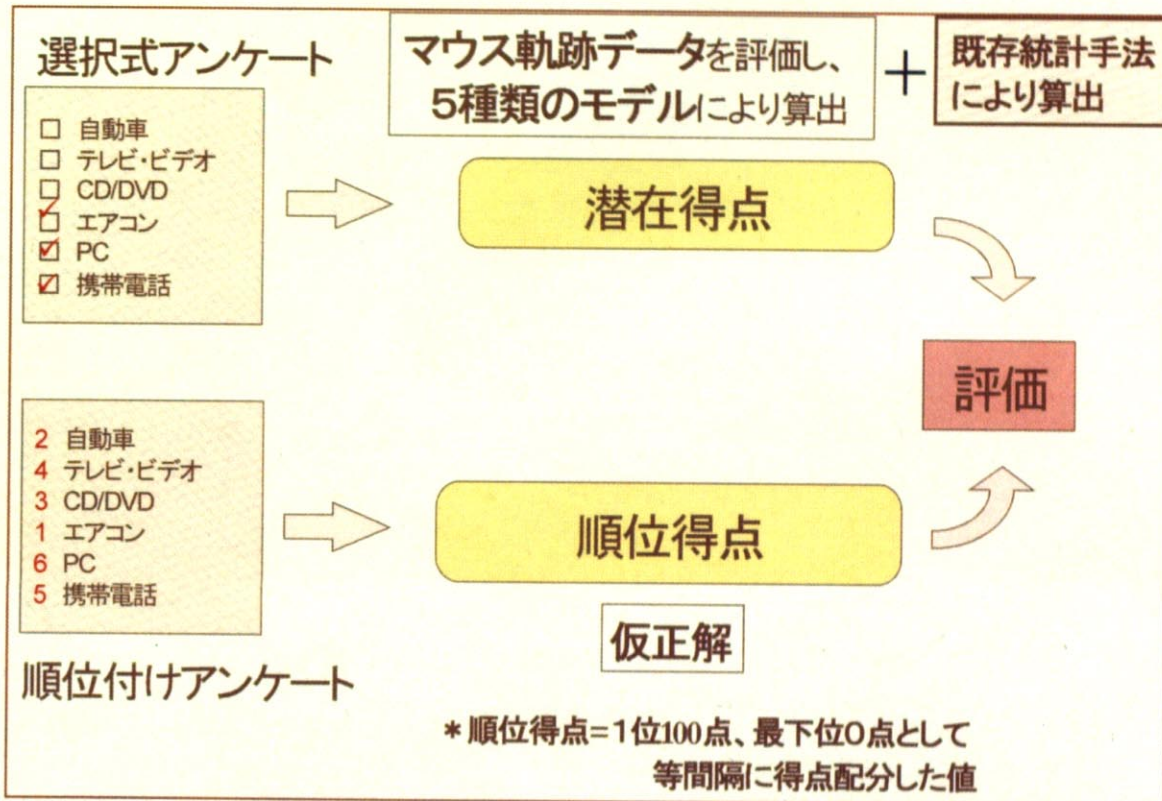 選択式アンケート
□ 自動車
□ テレビ・ビデオ
□ CD/DVD
□ エアコン
☑ PC
☑ 携帯電話
マウス軌跡データを評価し、
5種類のモデルにより算出
+
既存統計手法
により算出
潜在得点
評価
2 自動車
4 テレビ・ビデオ
3 CD/DVD
1 エアコン
6 PC
5 携帯電話
順位付けアンケート
順位得点
仮正解
*順位得点=1位100点、最下位0点として
等間隔に得点配分した値